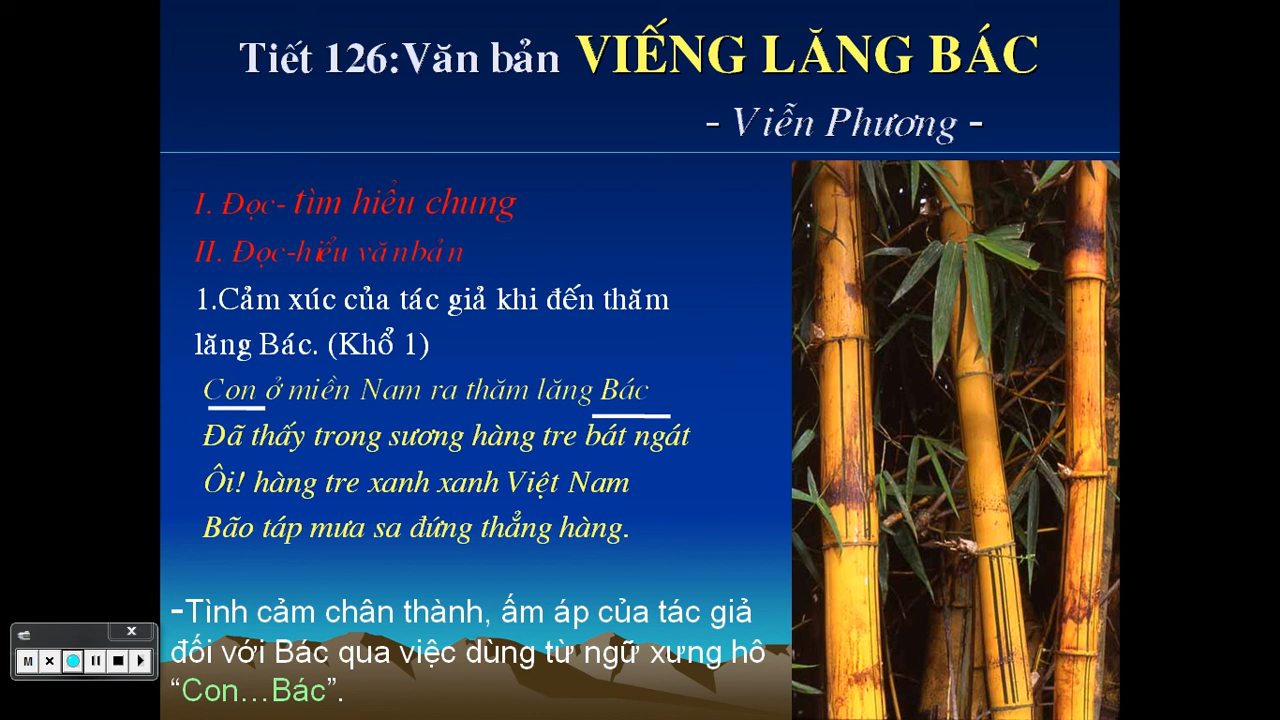 Tiết 126:Văn bản VIẾNG LĂNG BÁC
- Viễn Phương -
I. Đọc- tìm hiểu chung
II. Đọc-hiểu văn bản
1.Cảm xúc của tác giả khi đến thăm
lăng Bác. (Khổ 1)
Con ở miền Nam ra thăm lăng Bác
Đã thấy trong sương hàng tre bát ngát
Ôi! hàng tre xanh xanh Việt Nam
Bão táp mưa sa đứng thẳng hàng.
-Tình cảm chân thành, ấm áp của tác giả
đối với Bác qua việc dùng từ ngữ xưng hô
“Con...Bác”.
M